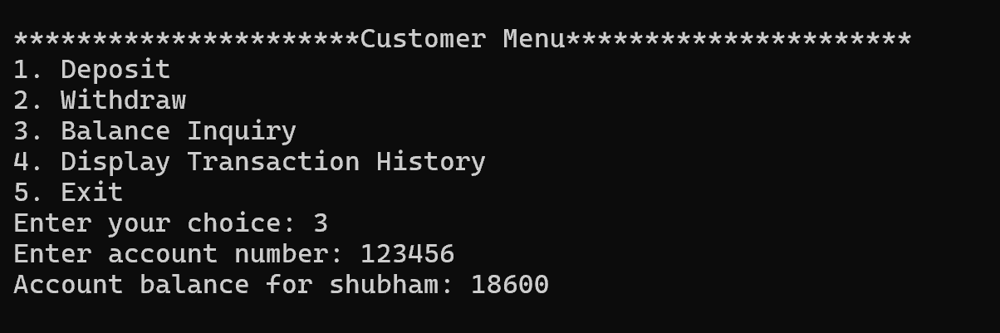 **********************Customer Menu**********************
1. Deposit
2. Withdraw
3. Balance Inquiry
4. Display Transaction History
5. Exit
Enter your choice: 3
Enter account number: 123456
Account balance for shubham: 18600